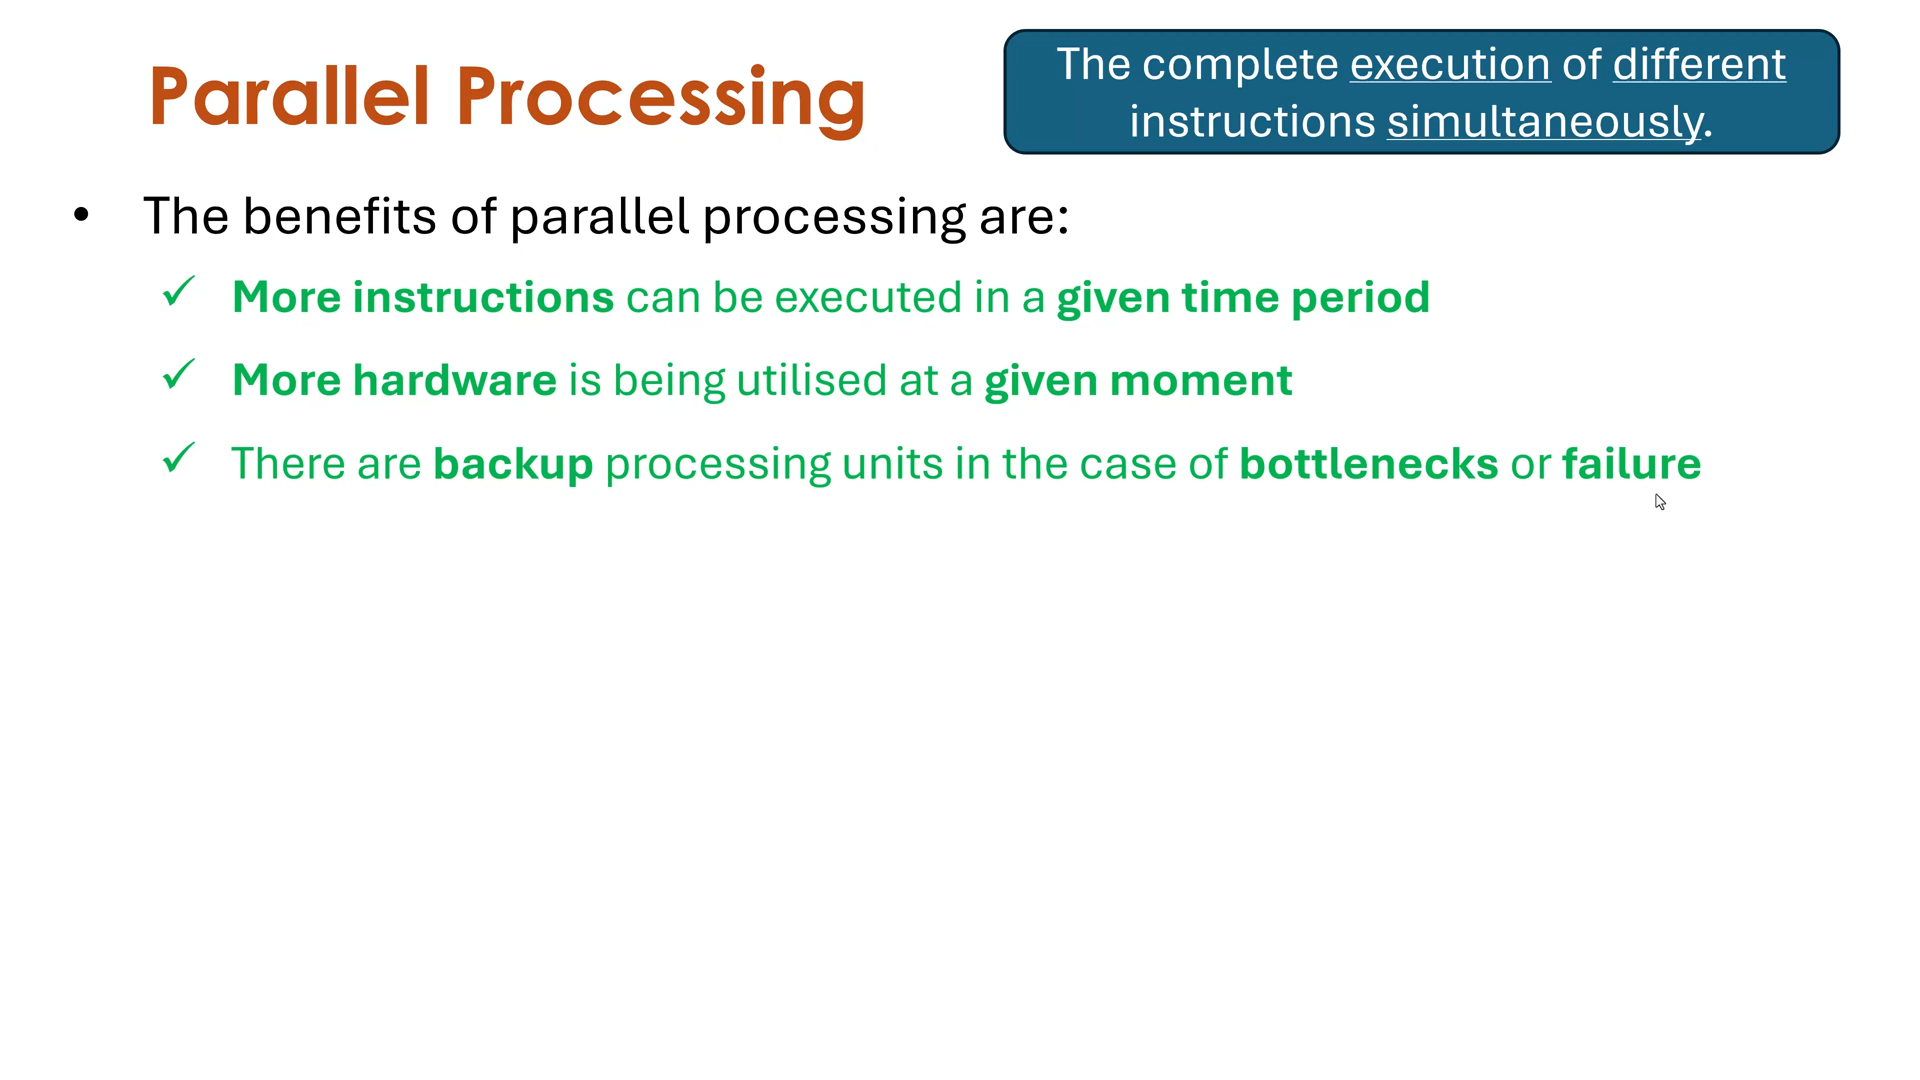 Parallel Processing
The complete execution of different
instructions simultaneously.
• The benefits of parallel processing are:
✓ More instructions can be executed in a given time period
✓ More hardware is being utilised at a given moment
✓ There are backup processing units in the case of bottlenecks or failure